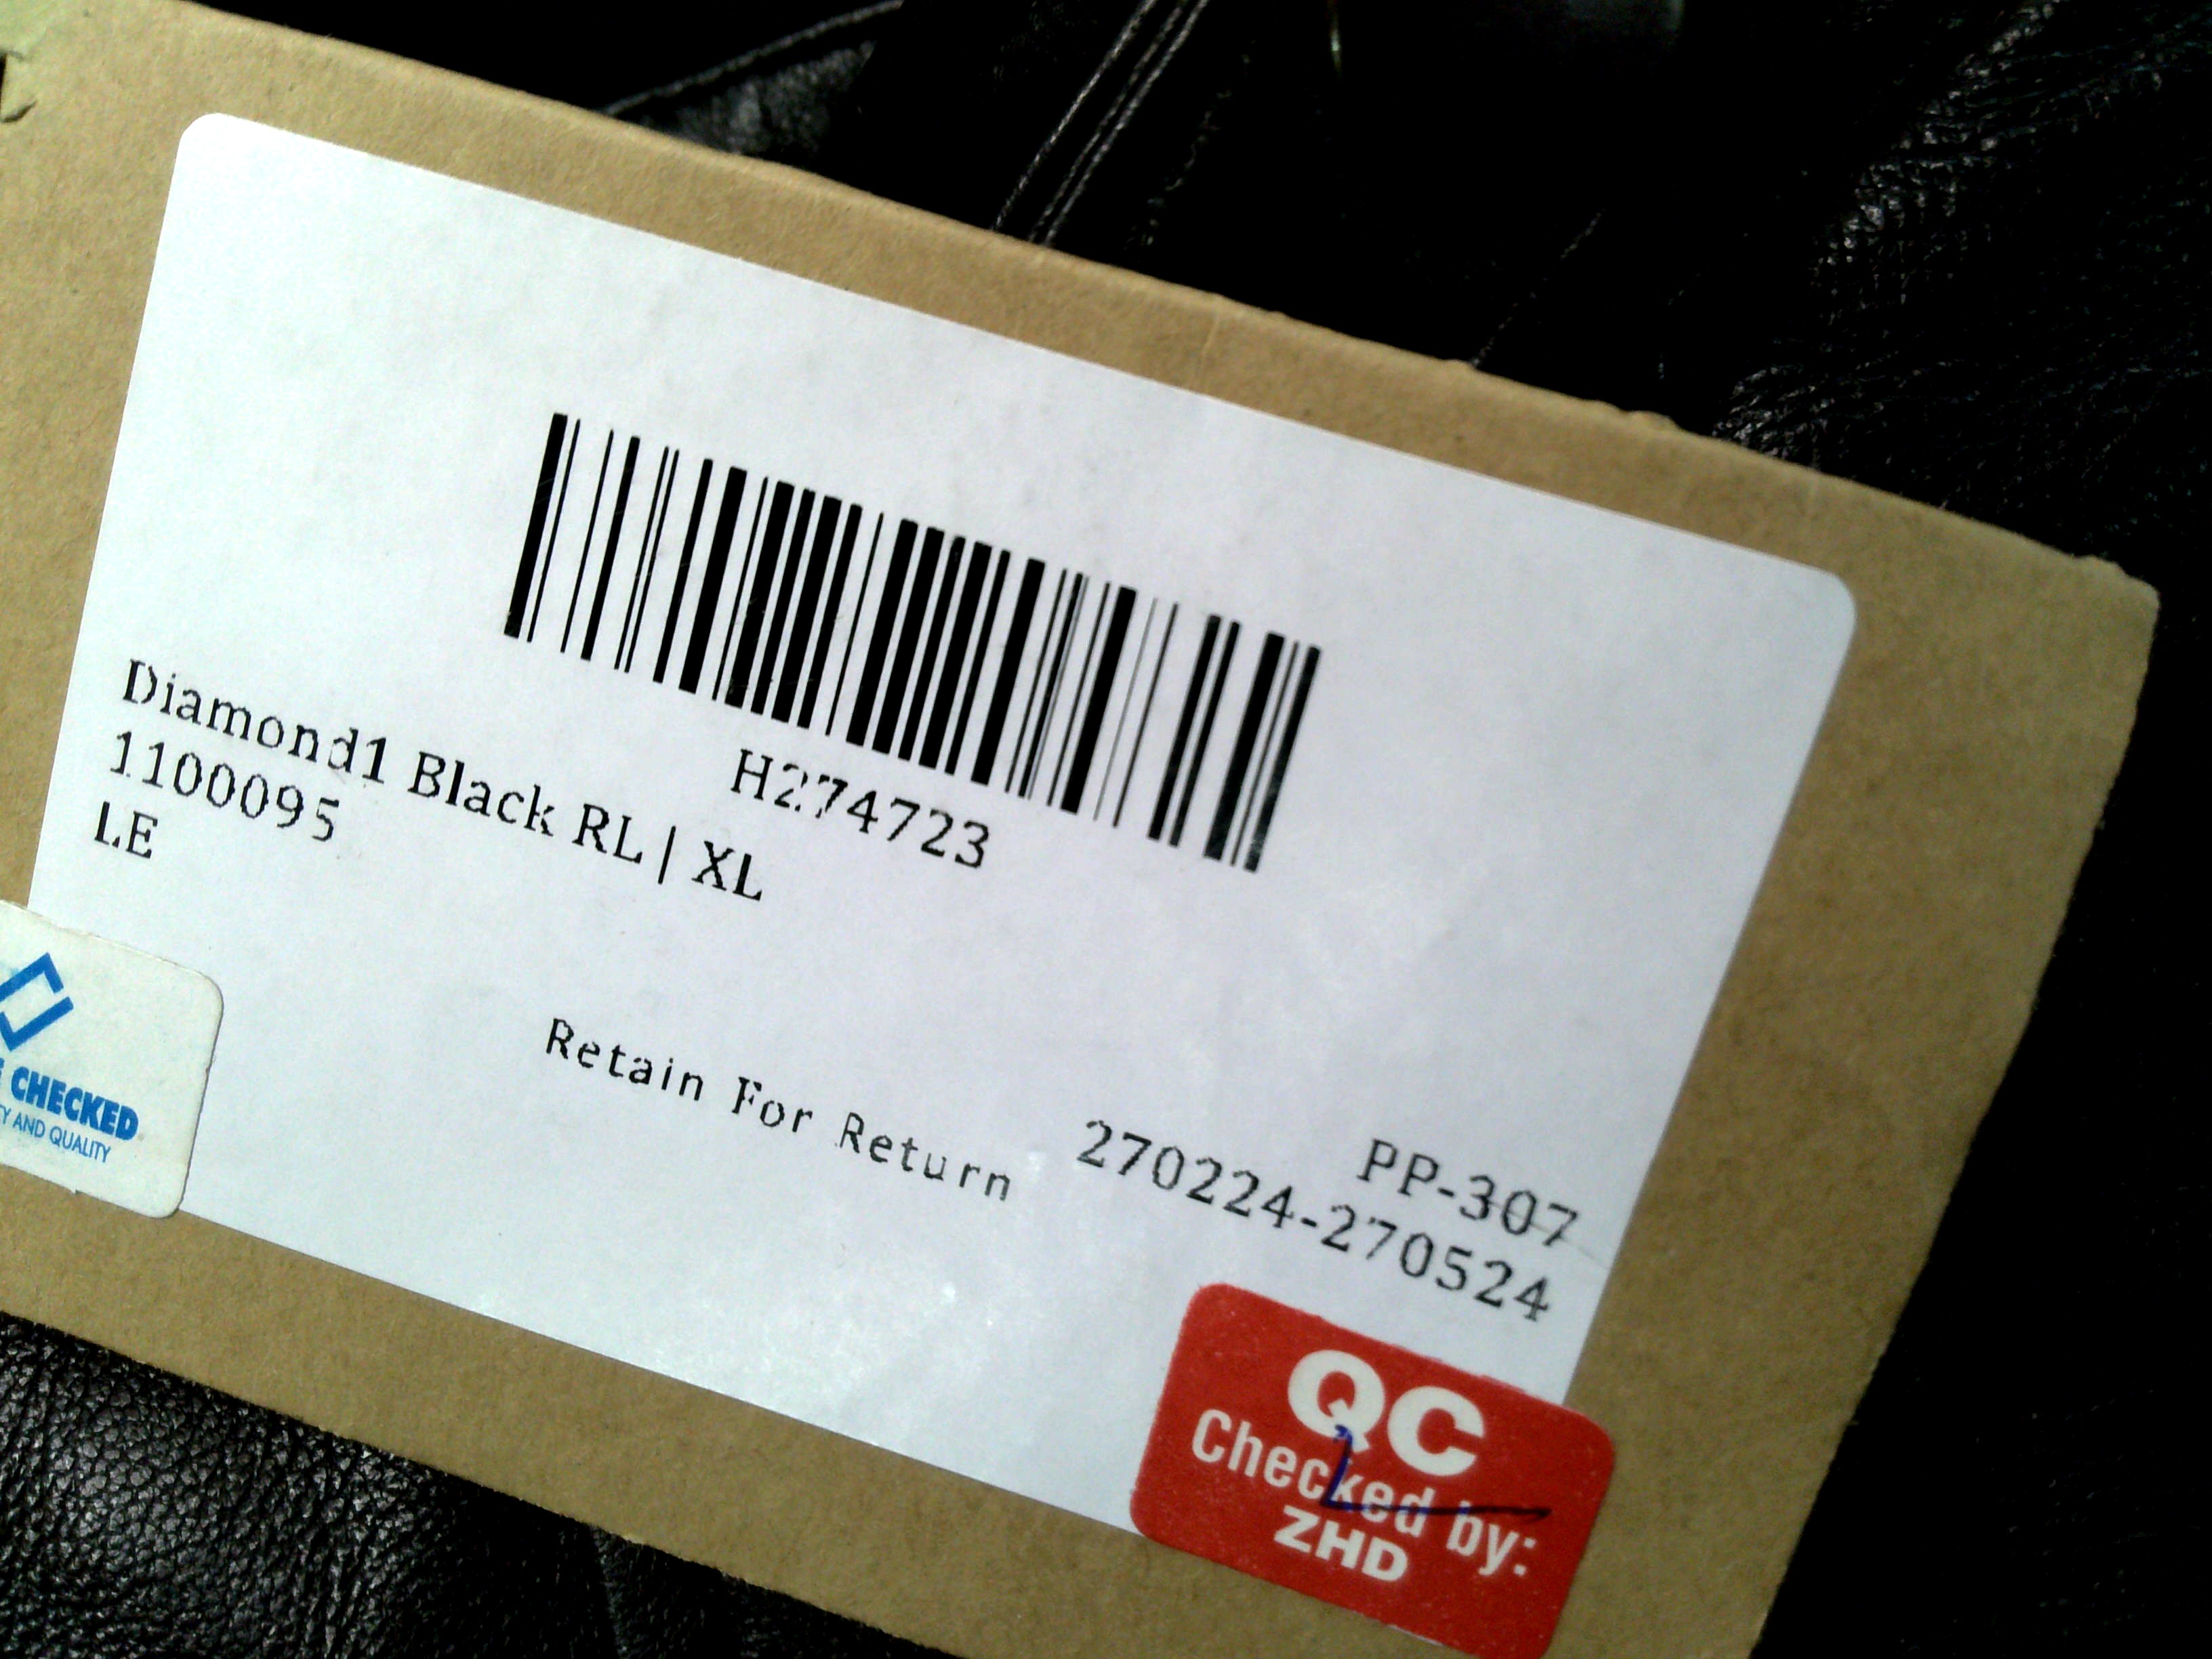 H274723
Diamond1 Black RL | XL
1100095
LE
CHECKED
AND QUALITY
Retain For Return
PP-307
270224-270524
QC
Checked by:
ZHD